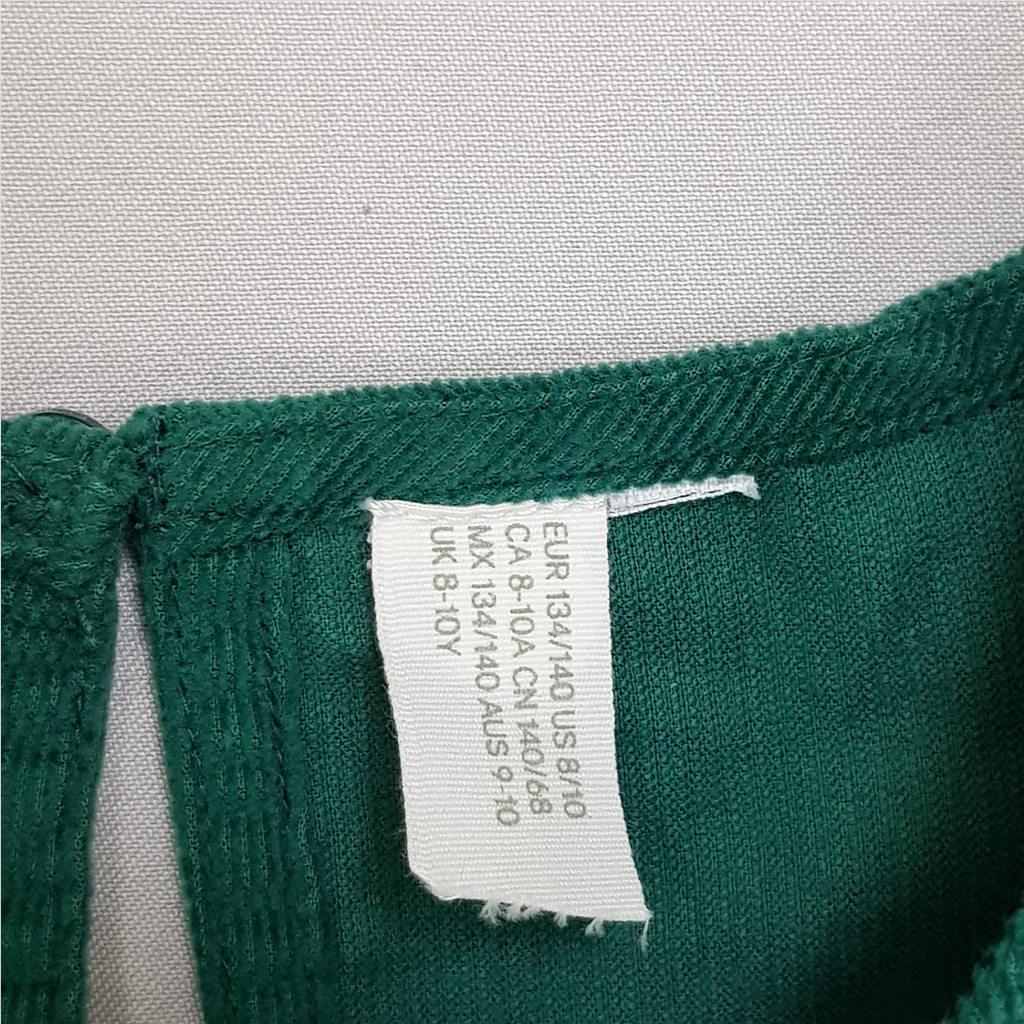 EUR 134/140 US 8/10
CA 8-10A CN 140/68
MX 134/140 AUS 9-10
UK 8-10Y